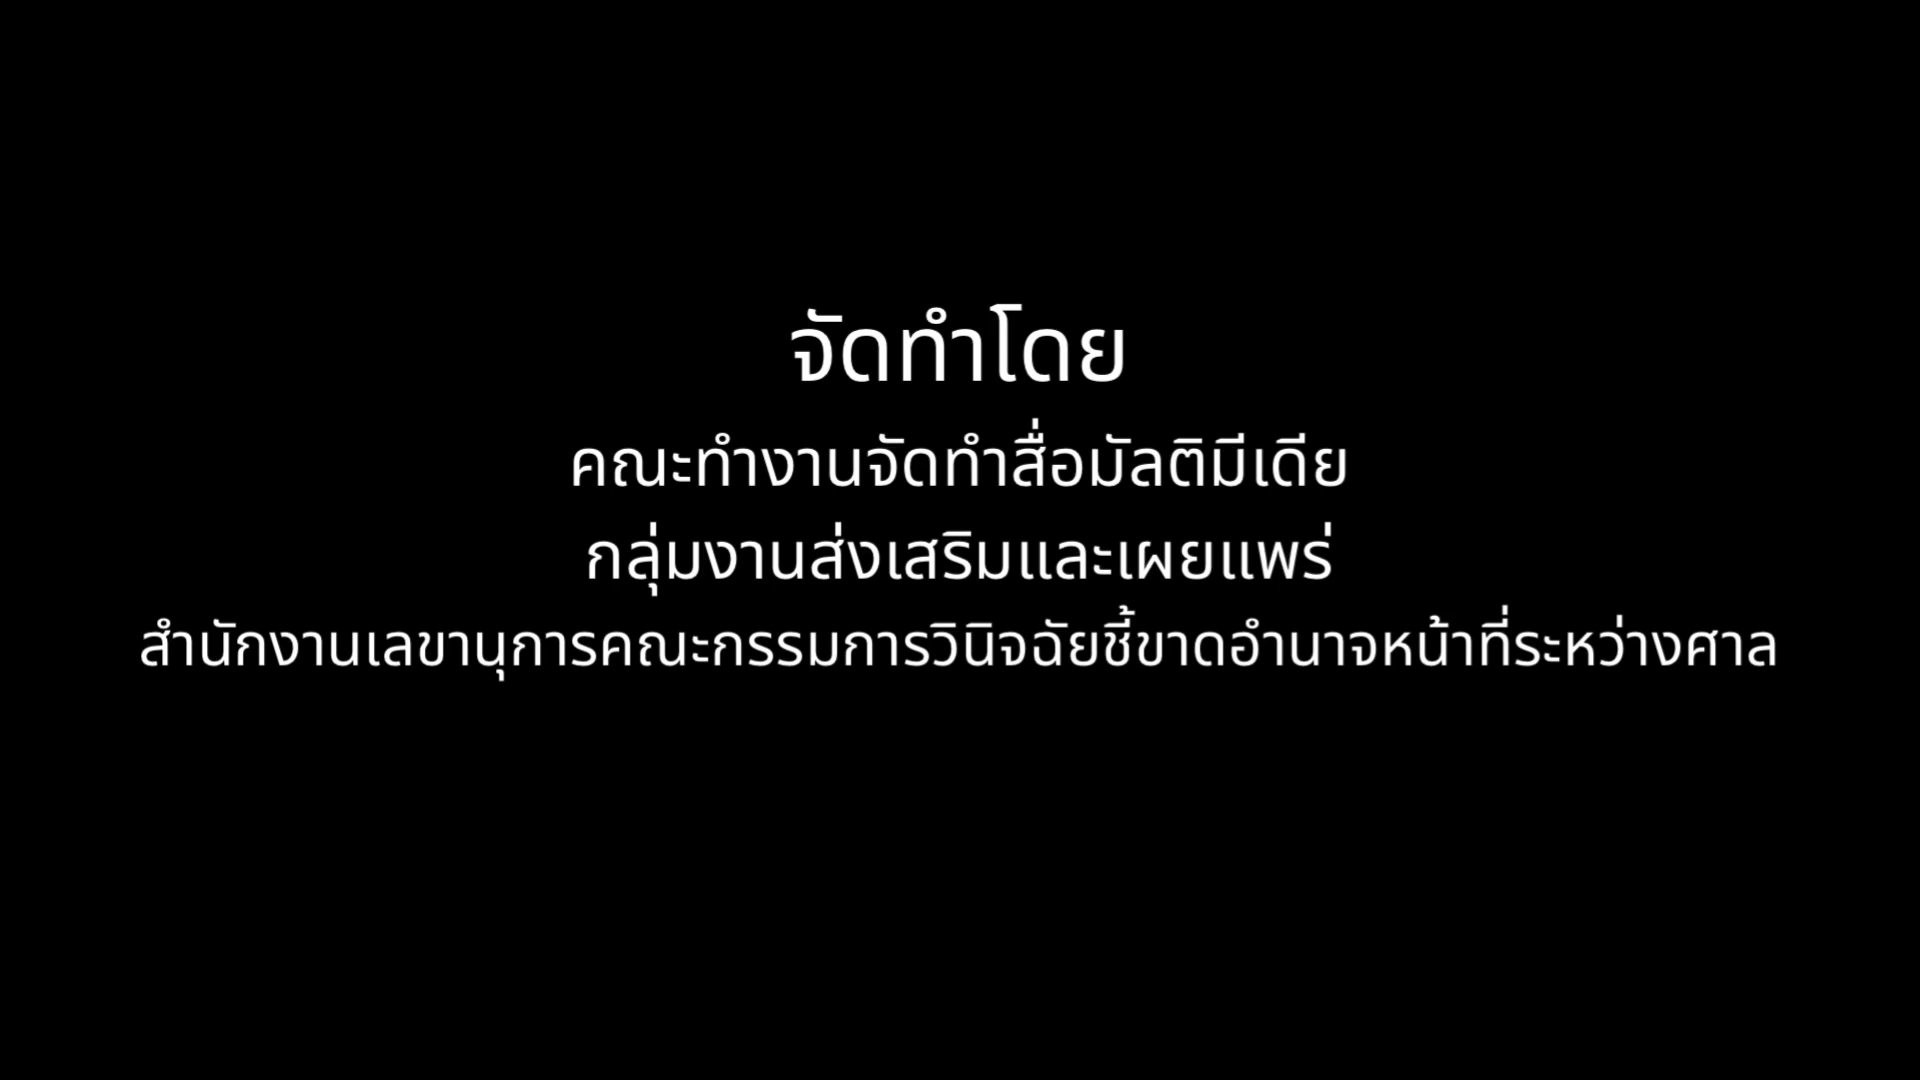 จัดทำโดย
คณะทำงานจัดทำสื่อมัลติมีเดีย
กลุ่มงานส่งเสริมและเผยแพร่
สำนักงานเลขานุการคณะกรรมการวินิจฉัยชี้ขาดอำนาจหน้าที่ระหว่างศาล